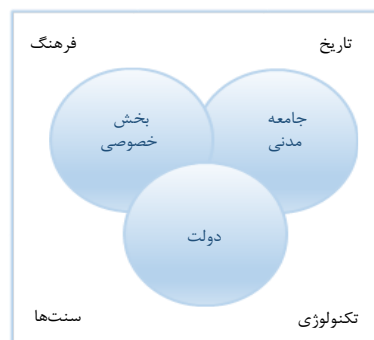 تاریخ
فرهنگ
جامعه
مدنی
بخش
خصوصی
دولت
تکنولوژی
سنت‌ها